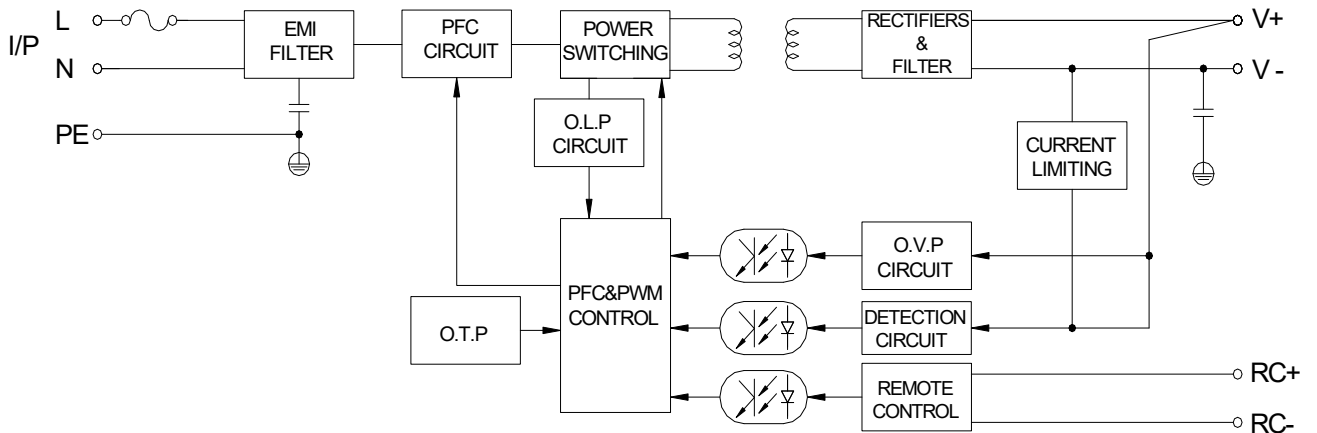 I/P
L
N
PE
EMI
FILTER
PFC
CIRCUIT
POWER
SWITCHING
RECTIFIERS
&
FILTER
V+
V -
O.L.P
CIRCUIT
CURRENT
LIMITING
PFC&PWM
CONTROL
O.T.P
O.V.P
CIRCUIT
DETECTION
CIRCUIT
REMOTE
CONTROL
RC+
RC-